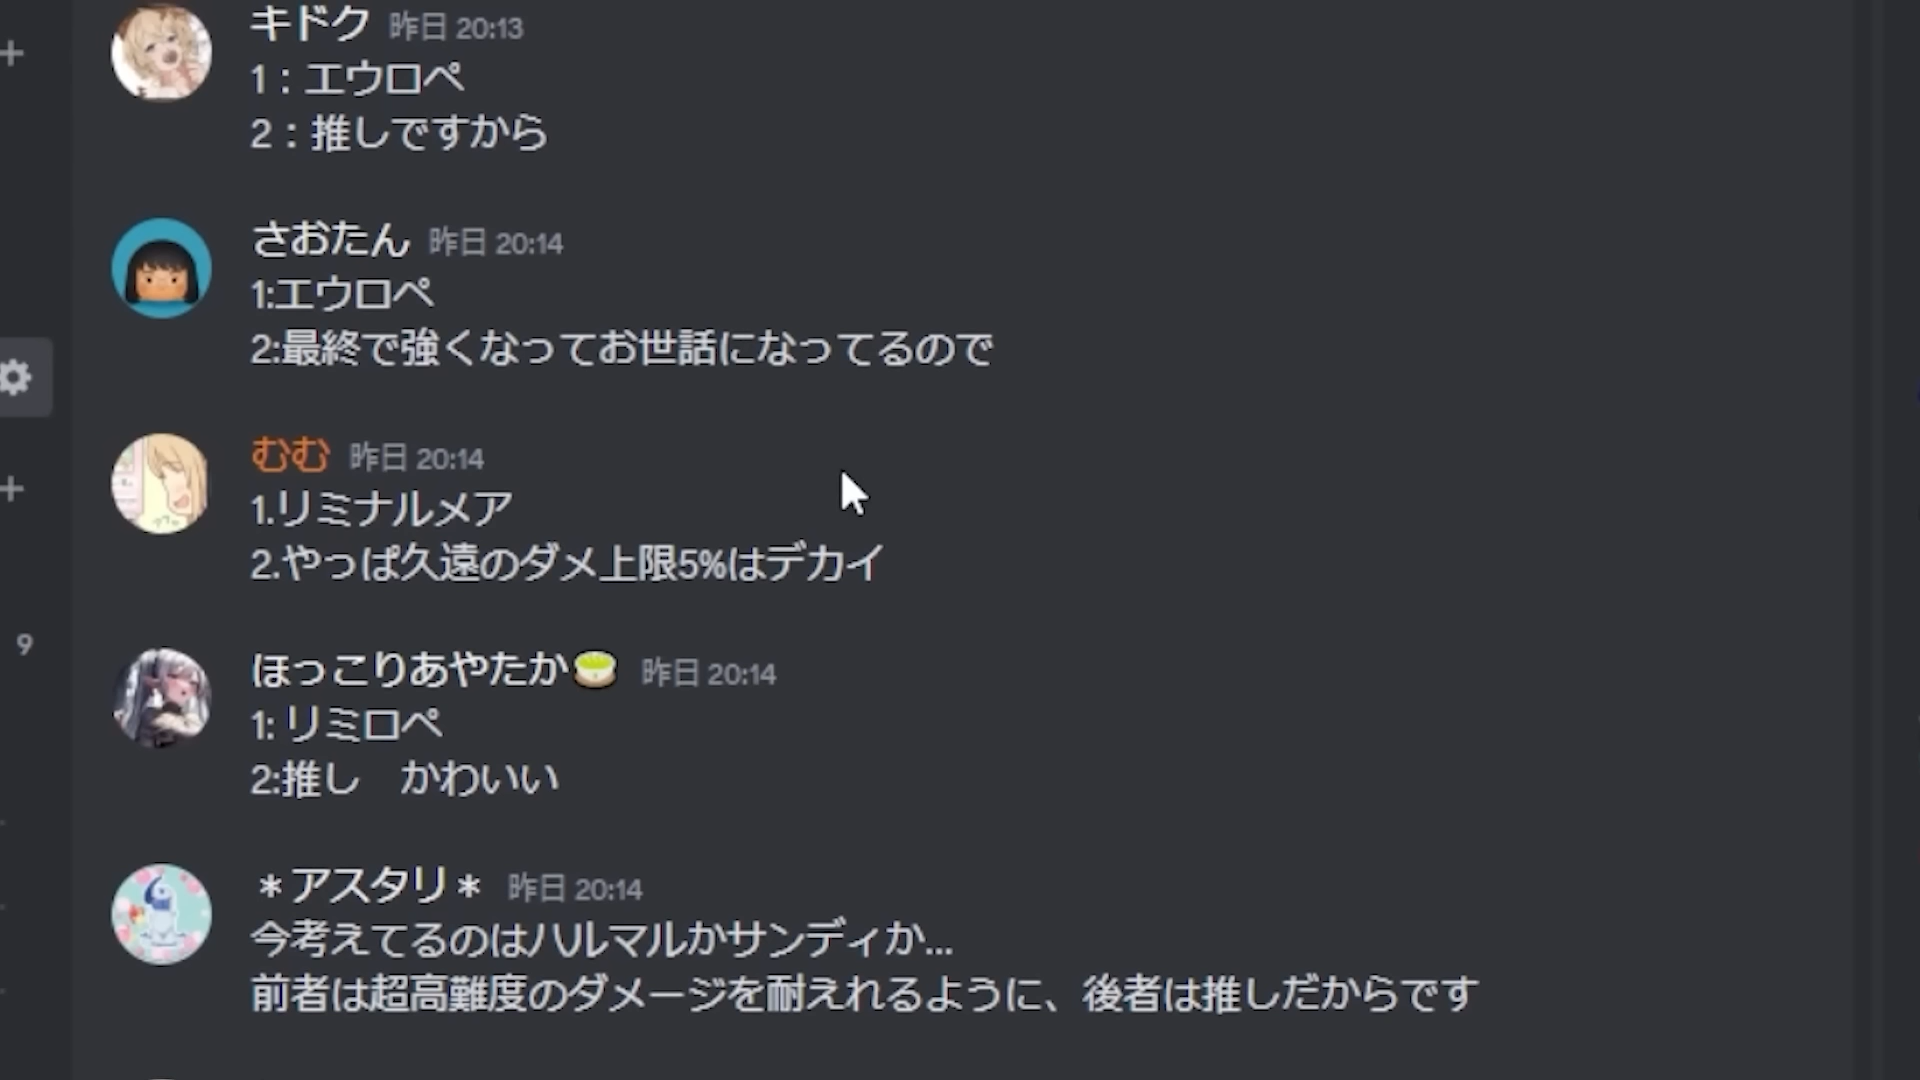 キドク 昨日 20:13
1：エウロペ
2：推しですから
さおたん 昨日 20:14
1:エウロペ
2:最終で強くなってお世話になってるので
むむ 昨日 20:14
1.リミナルメア
2.やっぱ久遠のダメ上限5%はデカイ
9
ほっこりあやたか🍵 昨日 20:14
1: リミロペ
2:推し　かわいい
＊アスタリ＊ 昨日 20:14
今考えてるのはハルマルかサンディか...
前者は超高難度のダメージを耐えれるように、後者は推しだからです